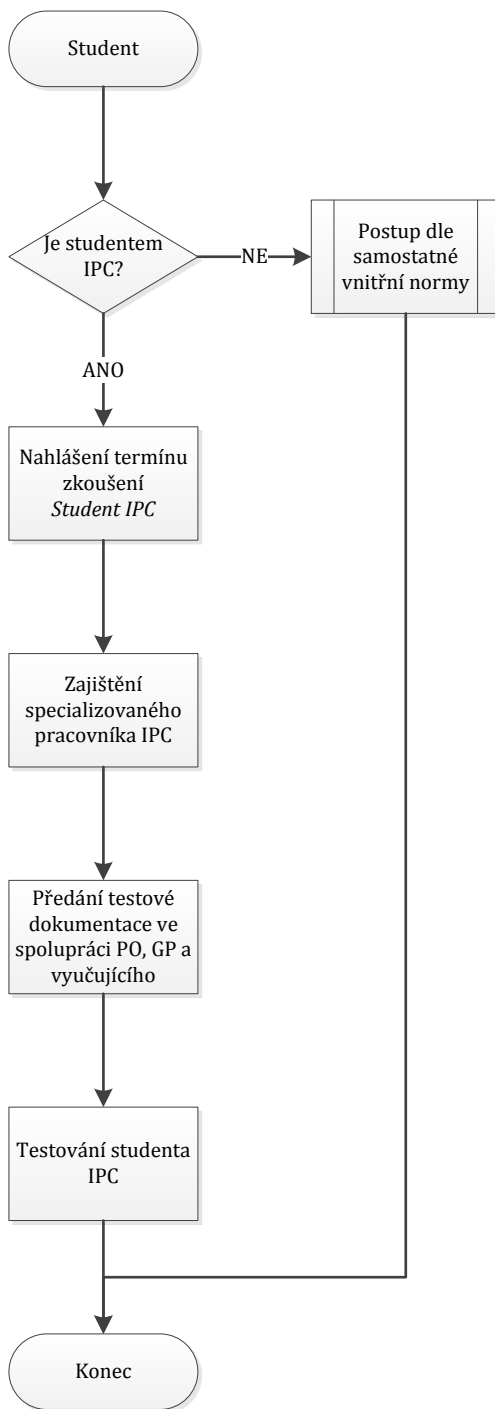 Student
Je studentem
IPC?
NE
Postup dle
samostatné
vnitřní normy
ANO
Nahlášení termínu
zkoušení
Student IPC
Zajištění
specializovaného
pracovníka IPC
Předání testové
dokumentace ve
spolupráci PO, GP a
vyučujícího
Testování studenta
IPC
Konec